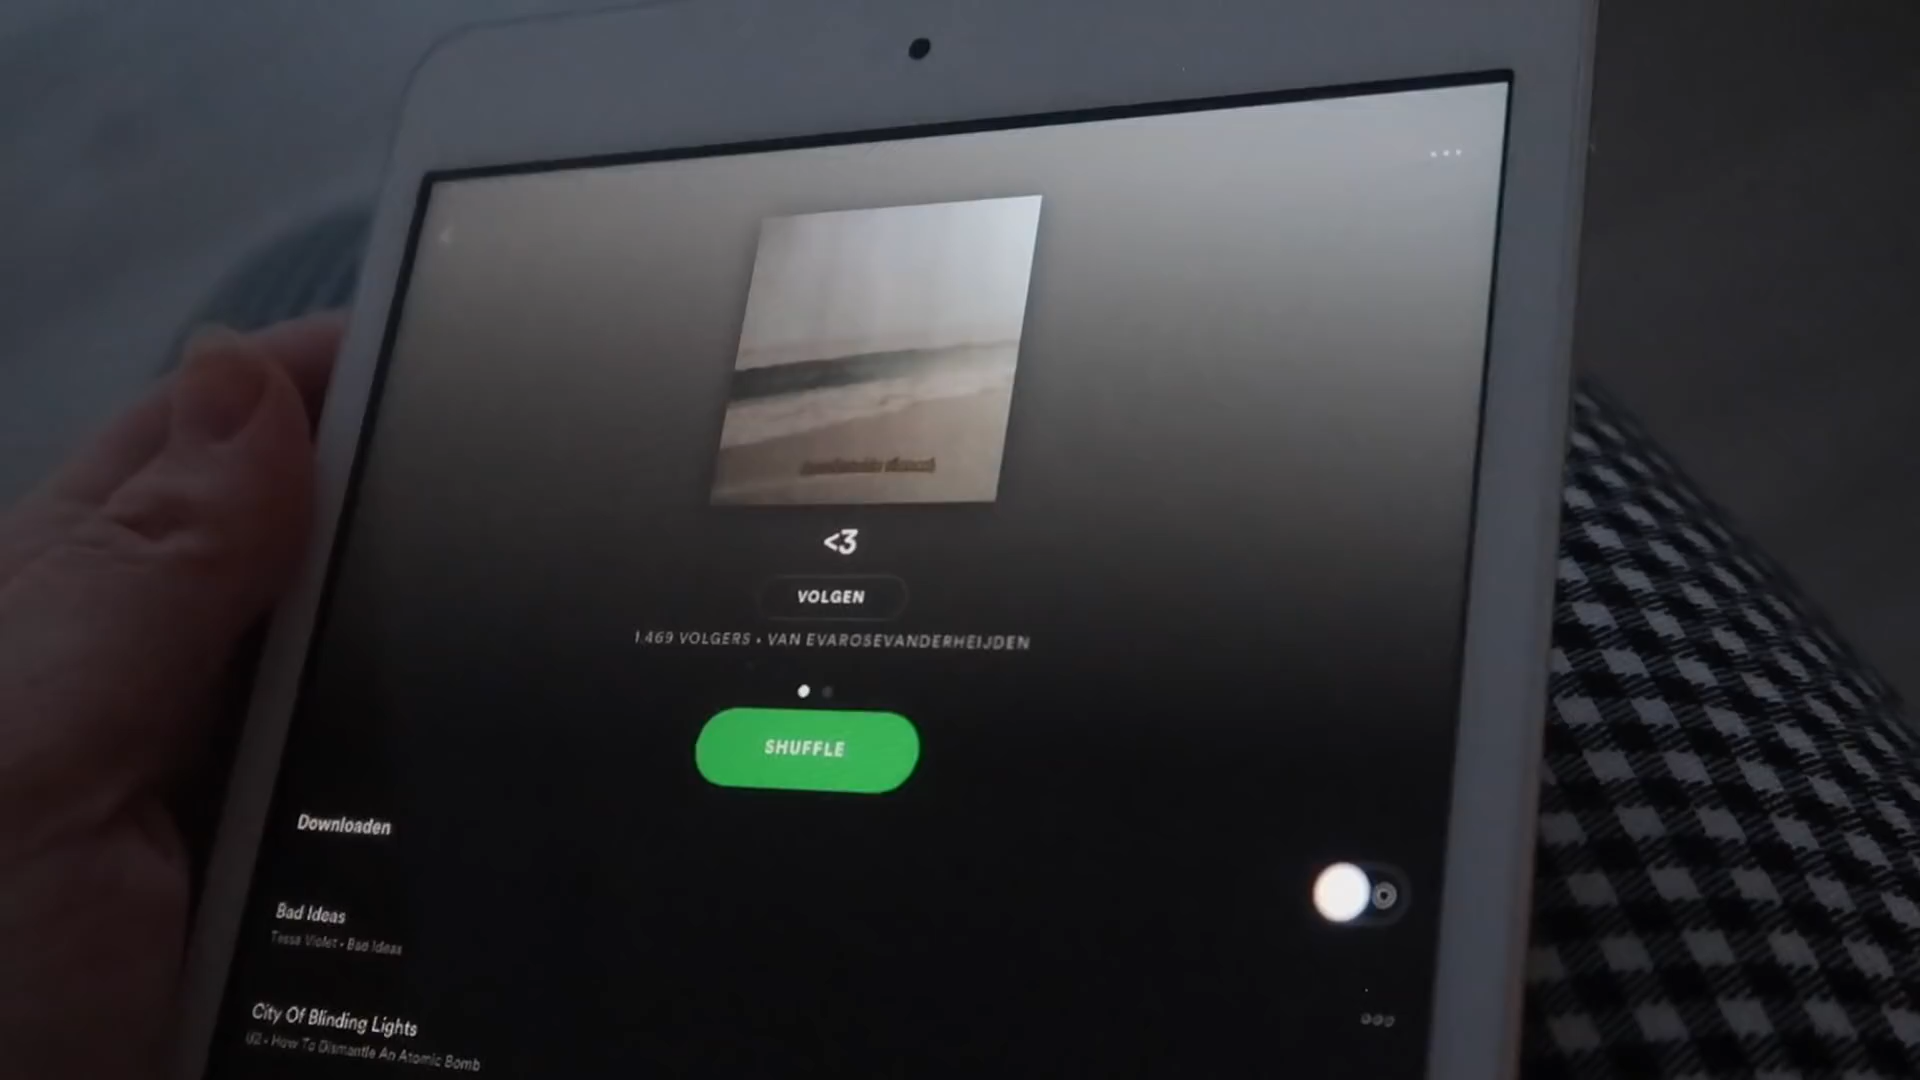 <3
VOLGEN
1.469 VOLGERS • VAN EVAROSEVANDERHEIJDEN
SHUFFLE
Downloaden
Bad Ideas
Tessa Violet • Bad Ideas
City Of Blinding Lights
U2 • How To Dismantle An Atomic Bomb